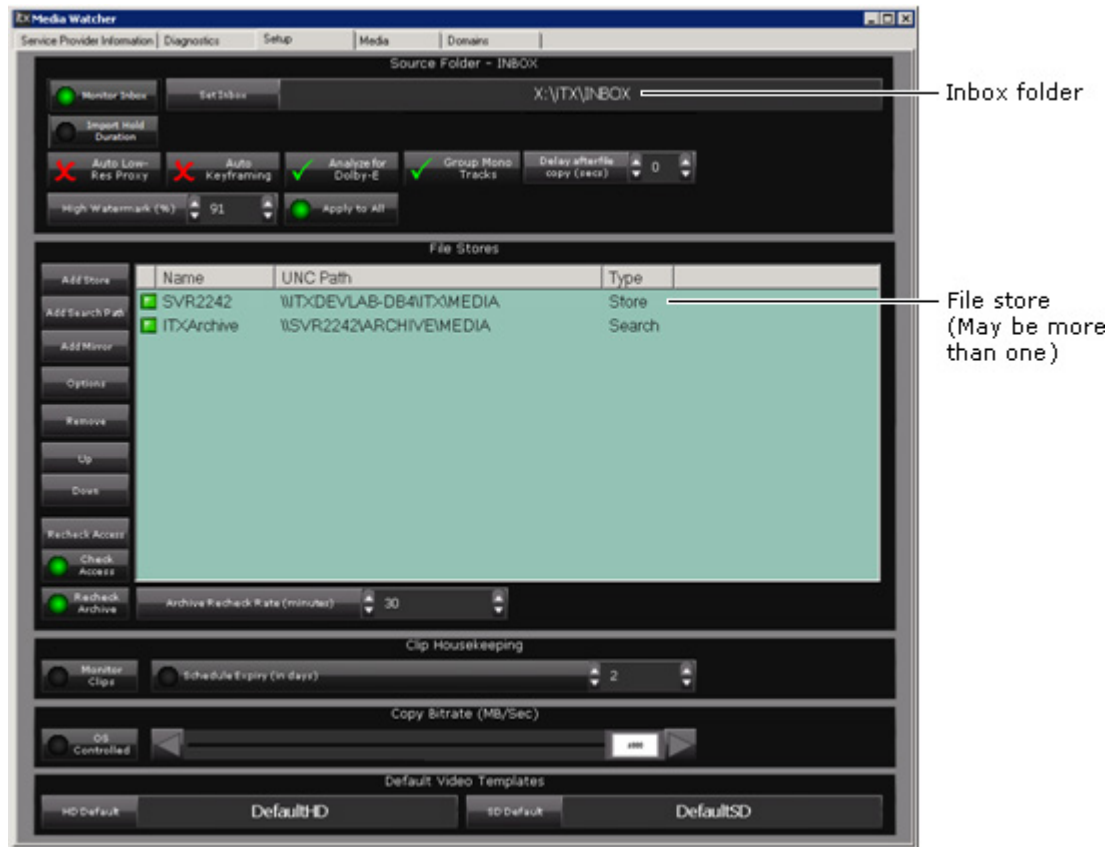 iTX Media Watcher
Service Provider Information Diagnostics Setup Media Domains
Source Folder - INBOX
Monitor Inbox Set Inbox X:\ITX\INBOX
Inbox folder
Import Hold
Duration
Auto Low-
Res Proxy
Auto
Keyframing
Analyze for
Dolby-E
Group Mono
Tracks
Delay after file
copy (secs)
0
High Watermark (%) 91 Apply to All
File Stores
Add Store
Add Search Path
Add Mirror
Options
Remove
Up
Down
Recheck Access
Check
Access
Recheck
Archive
Name UNC Path Type
SVR2242 \\ITXDEVLAB-DB4\ITX\MEDIA Store
ITXArchive \\SVR2242\ARCHIVE\MEDIA Search
File store
(May be more
than one)
Archive Recheck Rate (minutes) 30
Clip Housekeeping
Monitor
Clips
Schedule Expiry (in days) 2
Copy Bitrate (MB/Sec)
OS
Controlled
Default Video Templates
HD Default DefaultHD SD Default DefaultSD